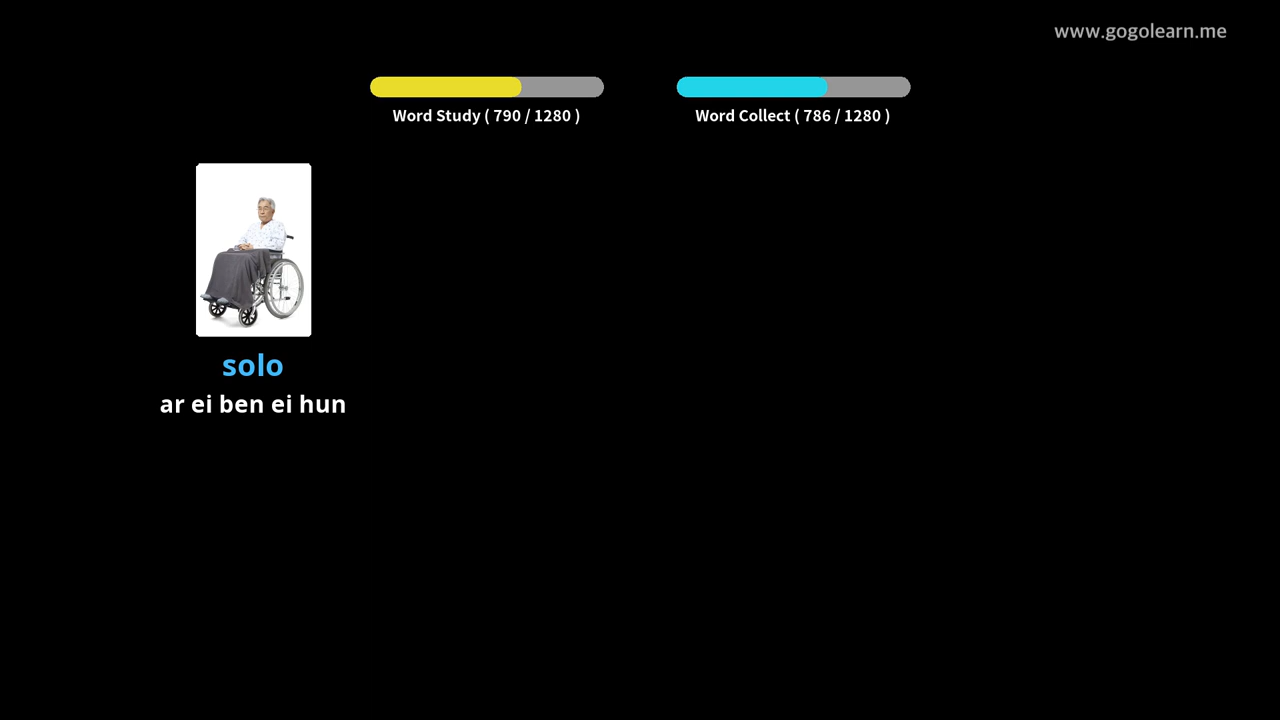 www.gogolearn.me
Word Study ( 790 / 1280 )
Word Collect ( 786 / 1280 )
solo
ar ei ben ei hun